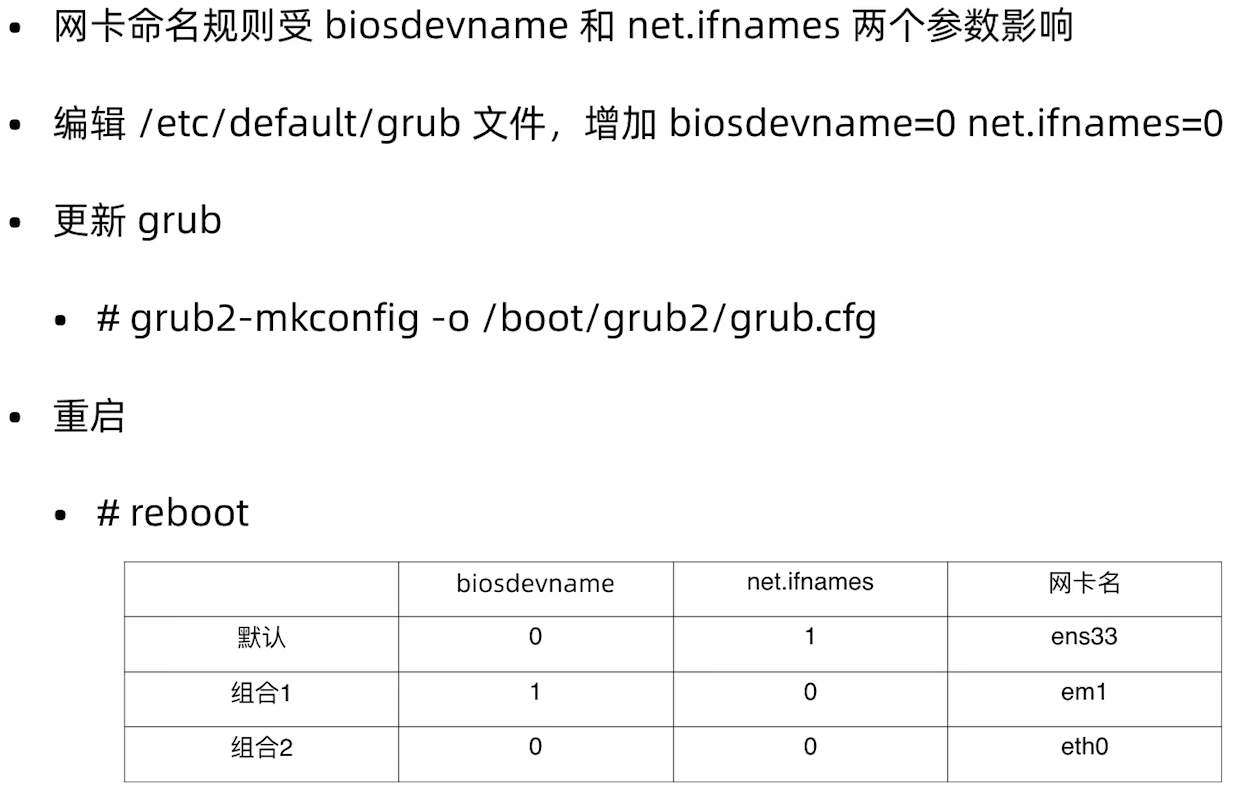 • 网卡命名规则受 biosdevname 和 net.ifnames 两个参数影响
• 编辑 /etc/default/grub 文件，增加 biosdevname=0 net.ifnames=0
• 更新 grub
• # grub2-mkconfig -o /boot/grub2/grub.cfg
• 重启
• # reboot
biosdevname net.ifnames 网卡名
默认 0 1 ens33
组合1 1 0 em1
组合2 0 0 eth0